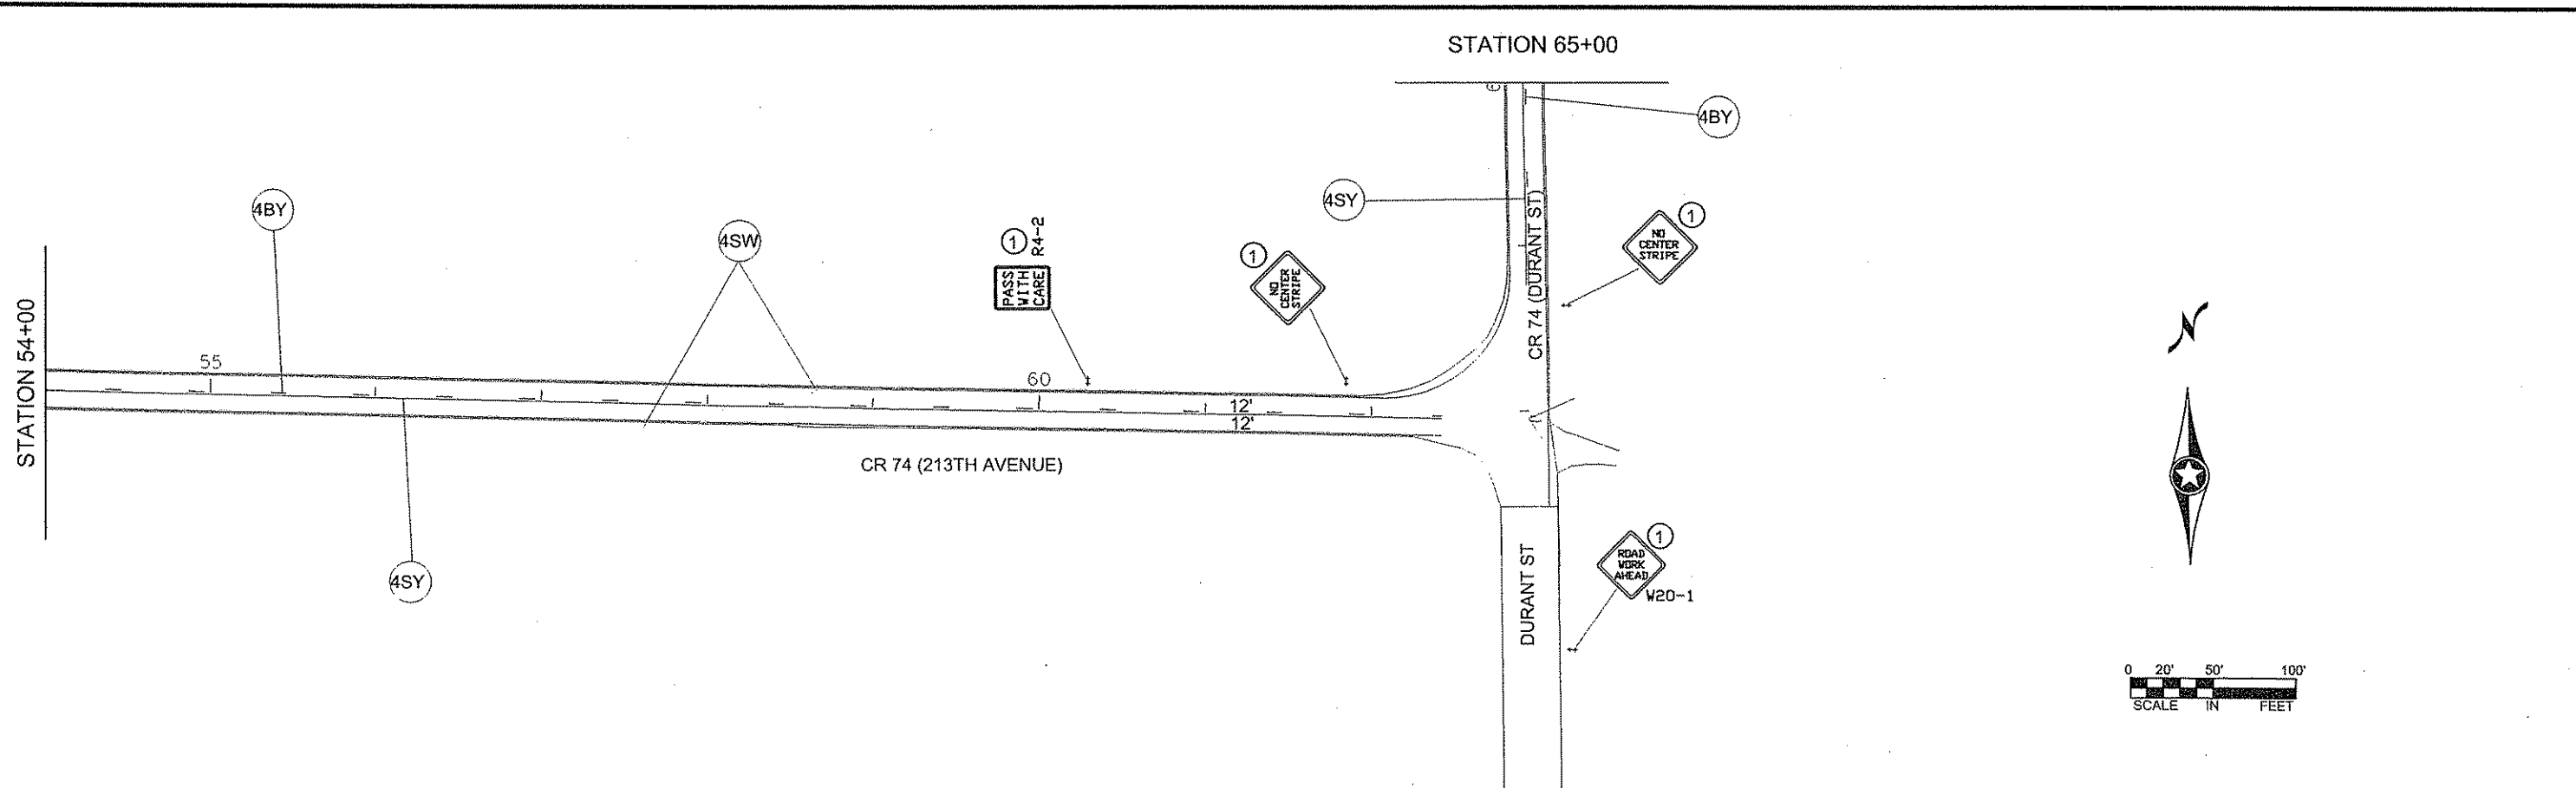 STATION 65+00
6
4BY
4BY
4SW
4SY
1
R4-2
PASS
WITH
CARE
1
NO
CENTER
STRIPE
1
NO
CENTER
STRIPE
CR 74 (DURANT ST)
STATION 54+00
55
60
12'
12'
CR 74 (213TH AVENUE)
N
4SY
1
ROAD
WORK
AHEAD
W20-1
DURANT ST
0 20' 50' 100'
SCALE IN FEET